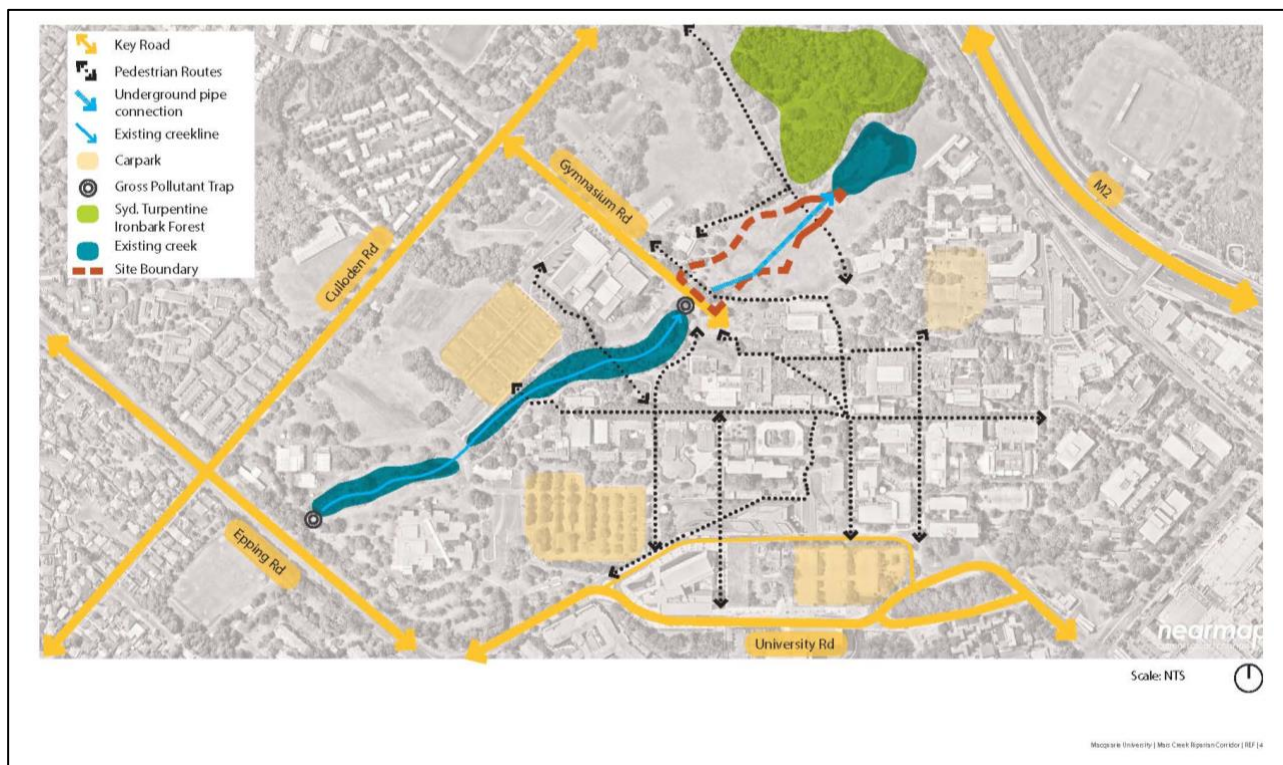 Key Road
Pedestrian Routes
Underground pipe
connection
Existing creekline
Carpark
Gross Pollutant Trap
Syd. Turpentine
Ironbark Forest
Existing creek
Site Boundary
Culloden Rd
Gymnasium Rd
M2
Epping Rd
University Rd
nearmap
Scale: NTS
Macquarie University | Mars Creek Riparian Corridor | REF | 4